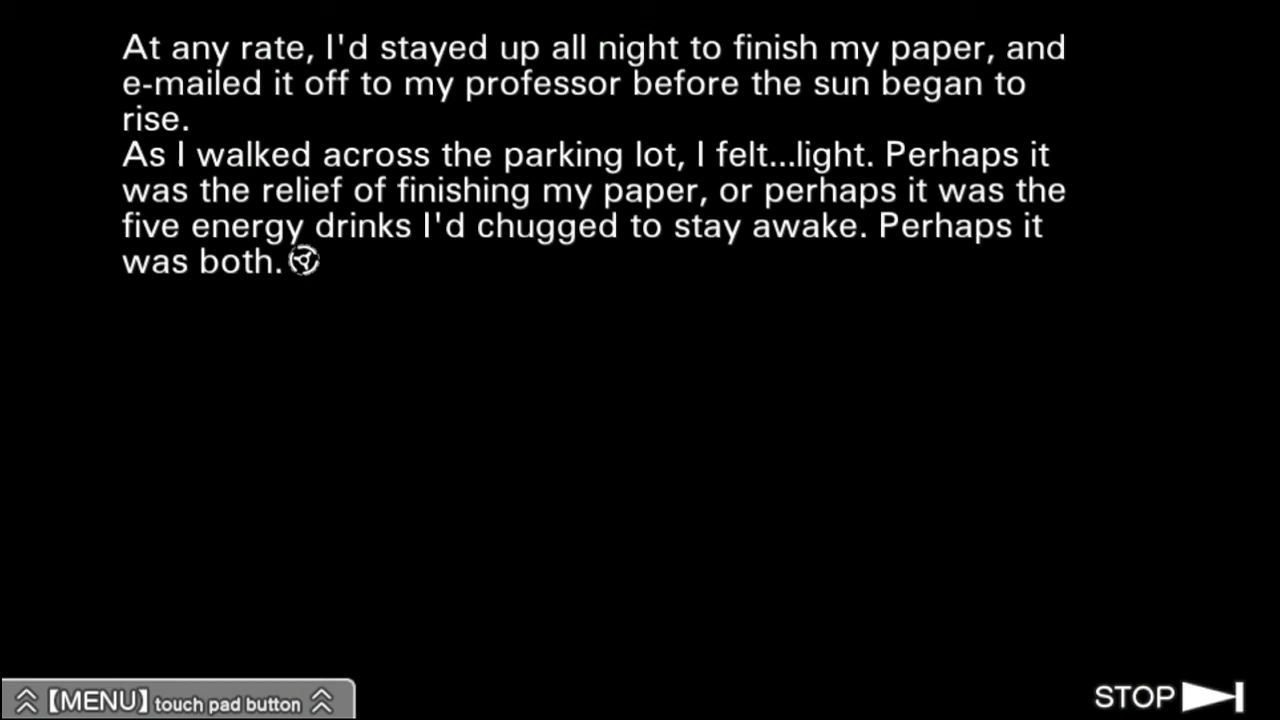 At any rate, I'd stayed up all night to finish my paper, and
e-mailed it off to my professor before the sun began to
rise.
As I walked across the parking lot, I felt...light. Perhaps it
was the relief of finishing my paper, or perhaps it was the
five energy drinks I'd chugged to stay awake. Perhaps it
was both.
【MENU】touch pad button
STOP